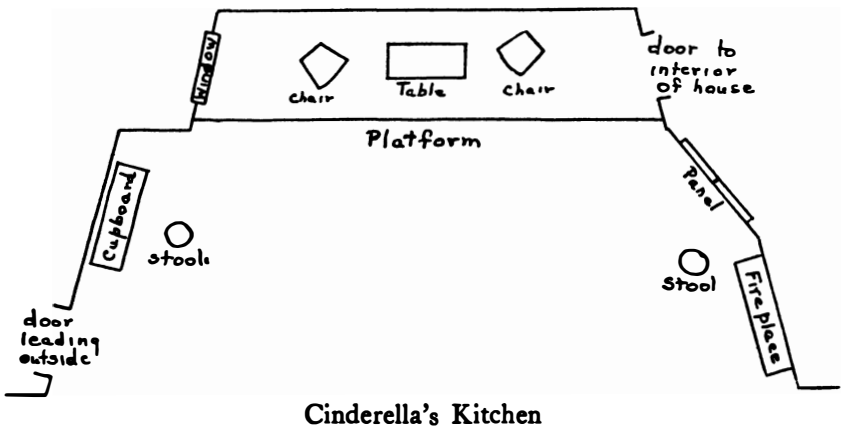 Window
chair
Table
chair
door to
interior
of house
Platform
Panel
Cupboard
stool
stool
Fireplace
door
leading
outside
Cinderella's Kitchen